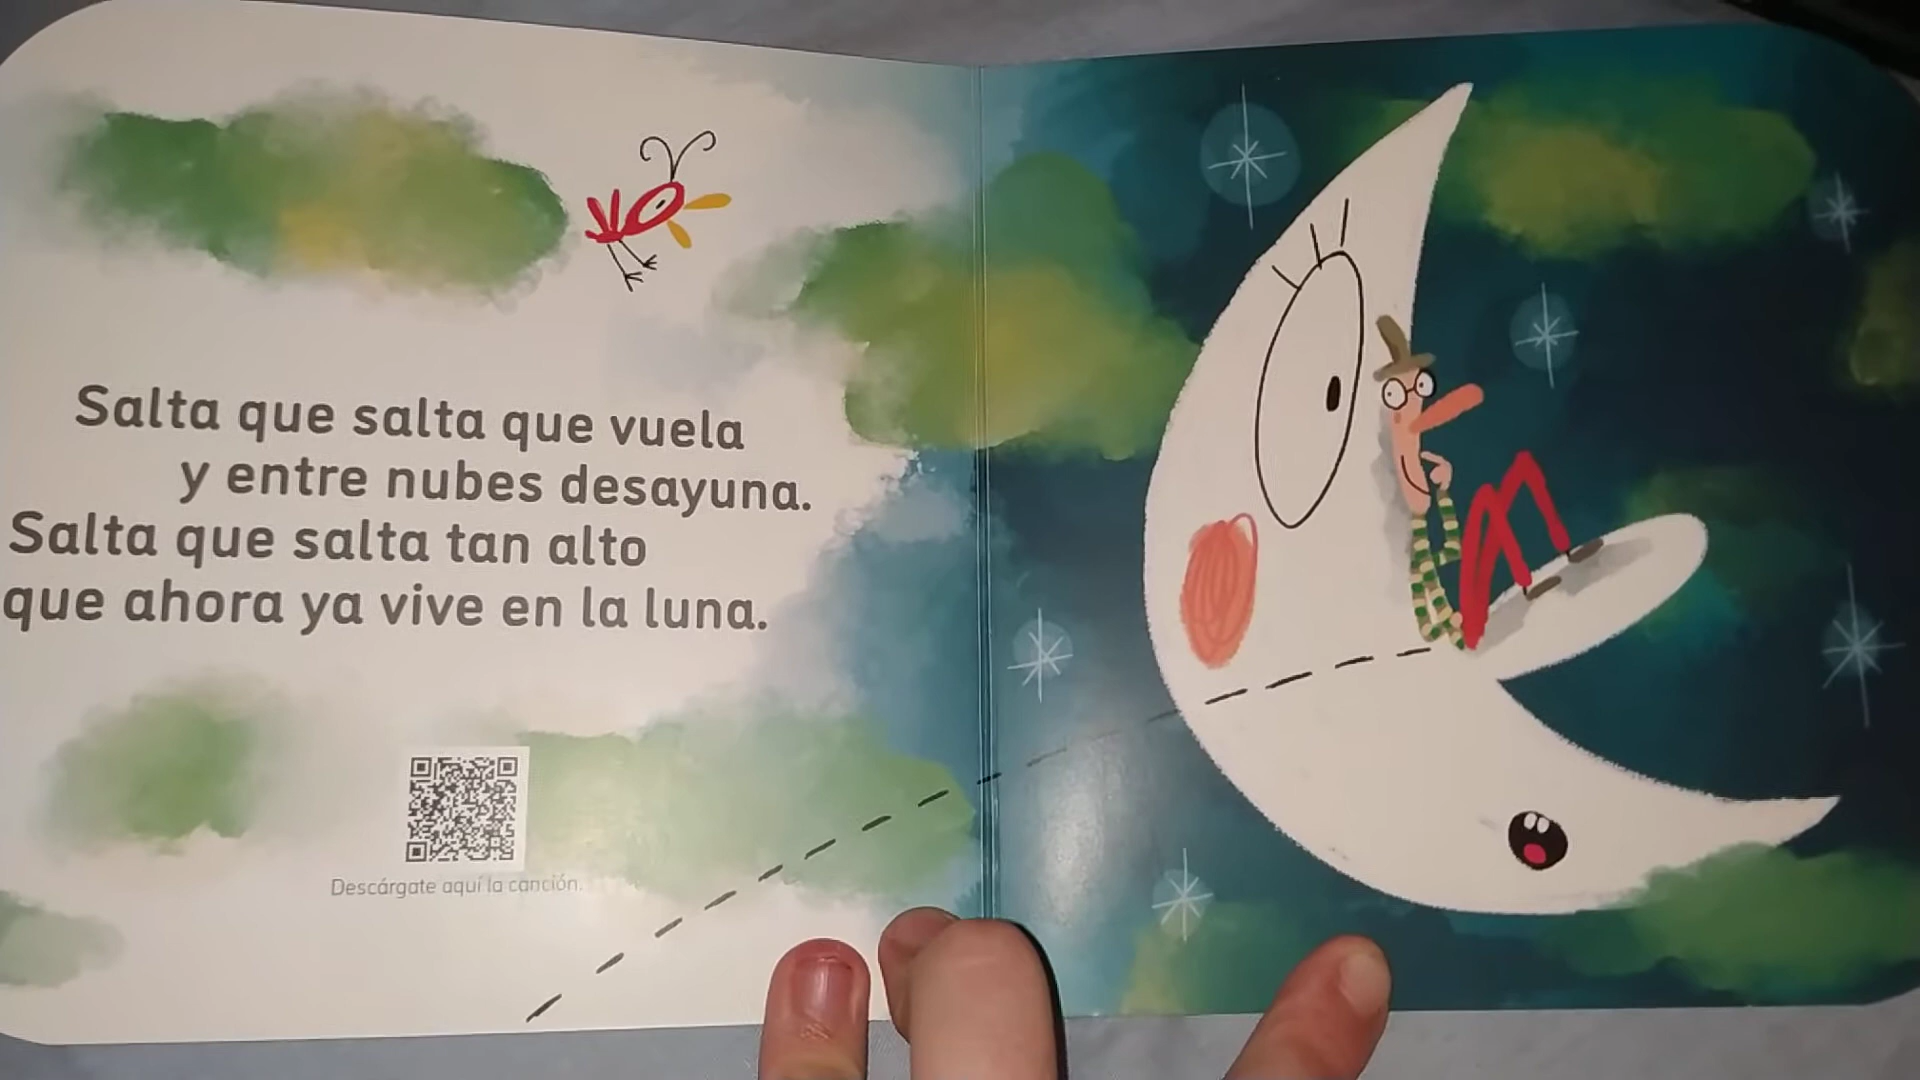 Salta que salta que vuela
y entre nubes desayuna.
Salta que salta tan alto
que ahora ya vive en la luna.
Descárgate aquí la canción.